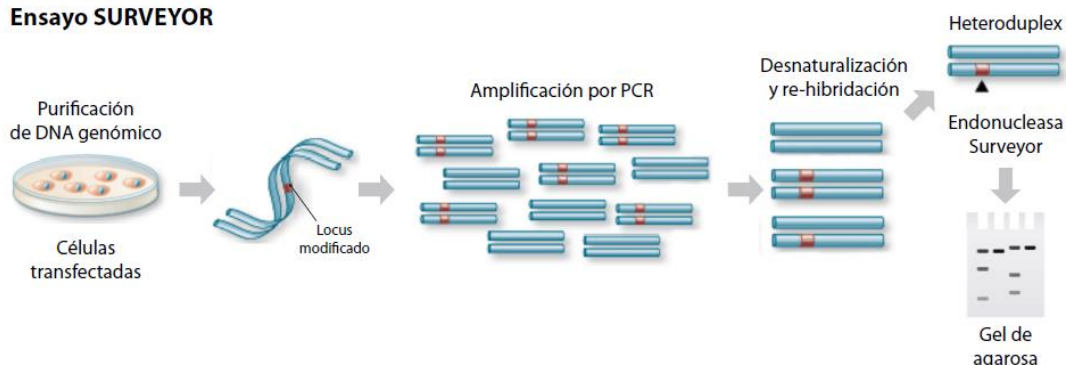 Ensayo SURVEYOR
Purificación
de DNA genómico
Células
transfectadas
Locus
modificado
Amplificación por PCR
Desnaturalización
y re-hibridación
Heteroduplex
Endonucleasa
Surveyor
Gel de
agarosa